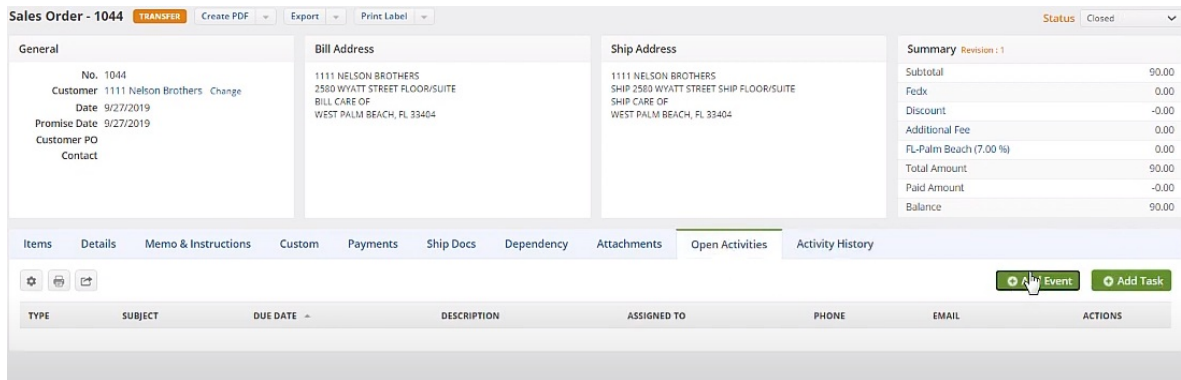 Sales Order - 1044 TRANSFER Create PDF Export Print Label Status Closed
General
No. 1044
Customer 1111 Nelson Brothers Change
Date 9/27/2019
Promise Date 9/27/2019
Customer PO
Contact
Bill Address
1111 NELSON BROTHERS
2580 WYATT STREET FLOOR/SUITE
BILL CARE OF
WEST PALM BEACH, FL 33404
Ship Address
1111 NELSON BROTHERS
SHIP 2580 WYATT STREET SHIP FLOOR/SUITE
SHIP CARE OF
WEST PALM BEACH, FL 33404
Summary Revision : 1
Subtotal 90.00
Fedx 0.00
Discount -0.00
Additional Fee 0.00
FL-Palm Beach (7.00 %) 0.00
Total Amount 90.00
Paid Amount -0.00
Balance 90.00
Items Details Memo & Instructions Custom Payments Ship Docs Dependency Attachments Open Activities Activity History
Add Event Add Task
TYPE SUBJECT DUE DATE DESCRIPTION ASSIGNED TO PHONE EMAIL ACTIONS